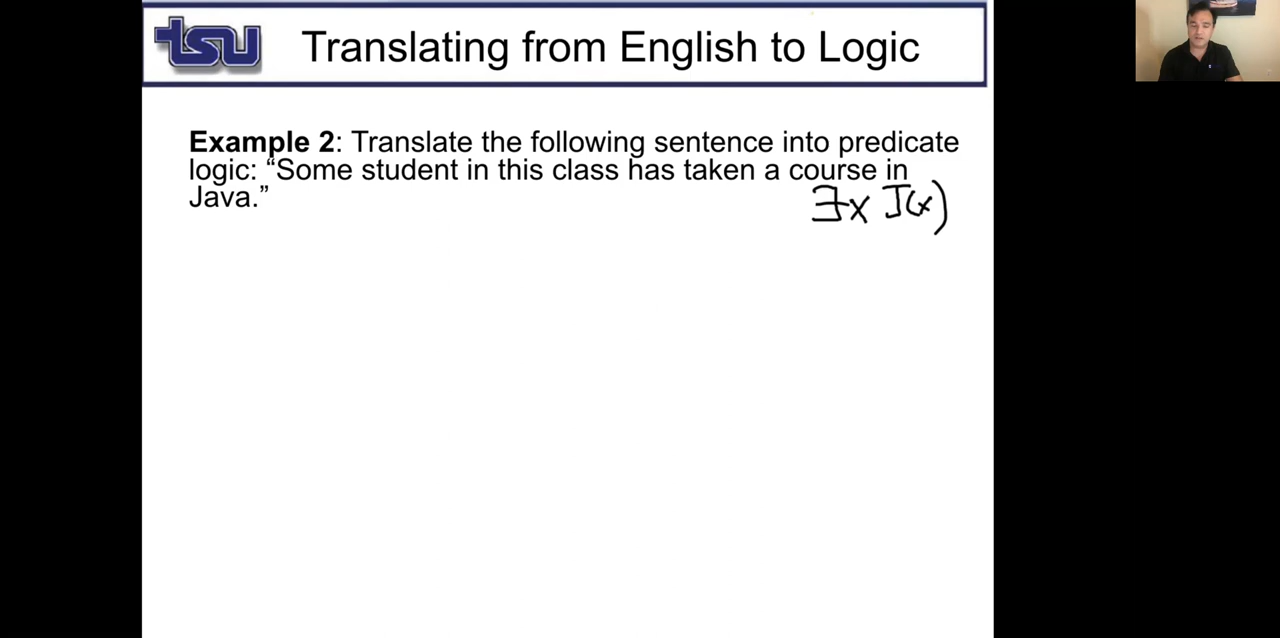 tsu Translating from English to Logic
Example 2: Translate the following sentence into predicate
logic: “Some student in this class has taken a course in
Java.”
∃x J(x)